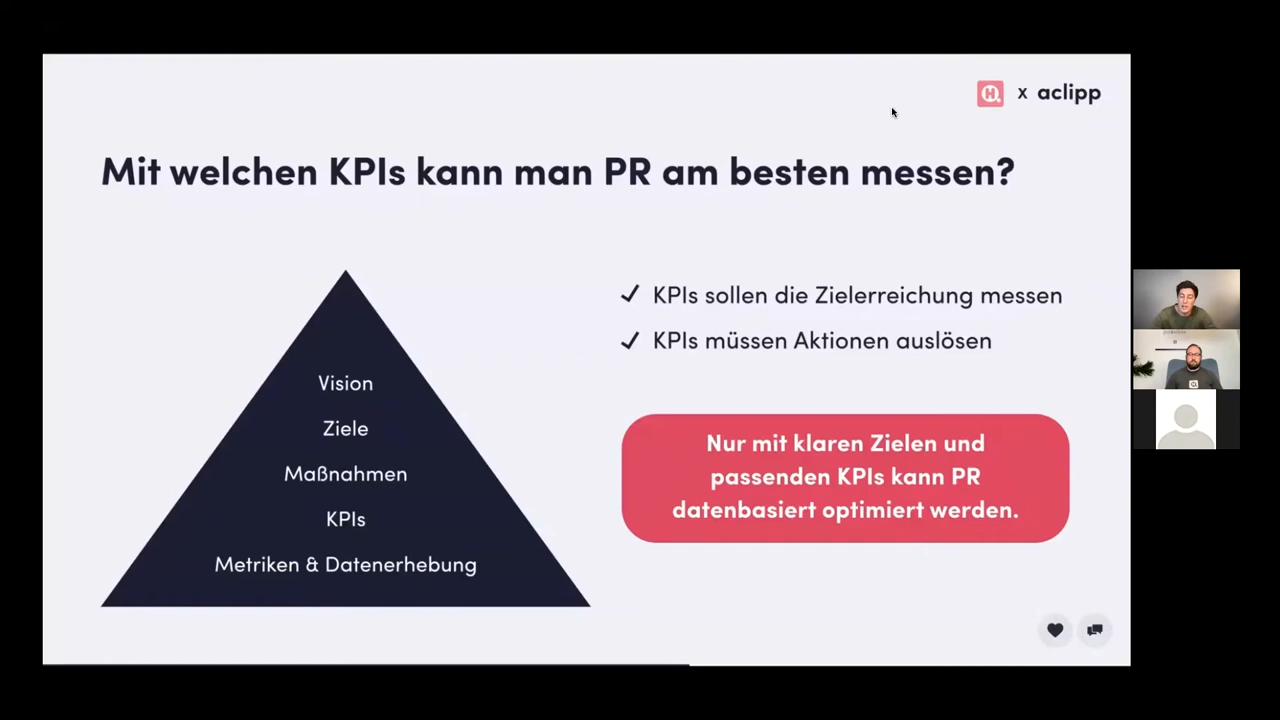 x aclipp
Mit welchen KPIs kann man PR am besten messen?
Vision
Ziele
Maßnahmen
KPIs
Metriken & Datenerhebung
KPIs sollen die Zielerreichung messen
KPIs müssen Aktionen auslösen
Nur mit klaren Zielen und
passenden KPIs kann PR
datenbasiert optimiert werden.